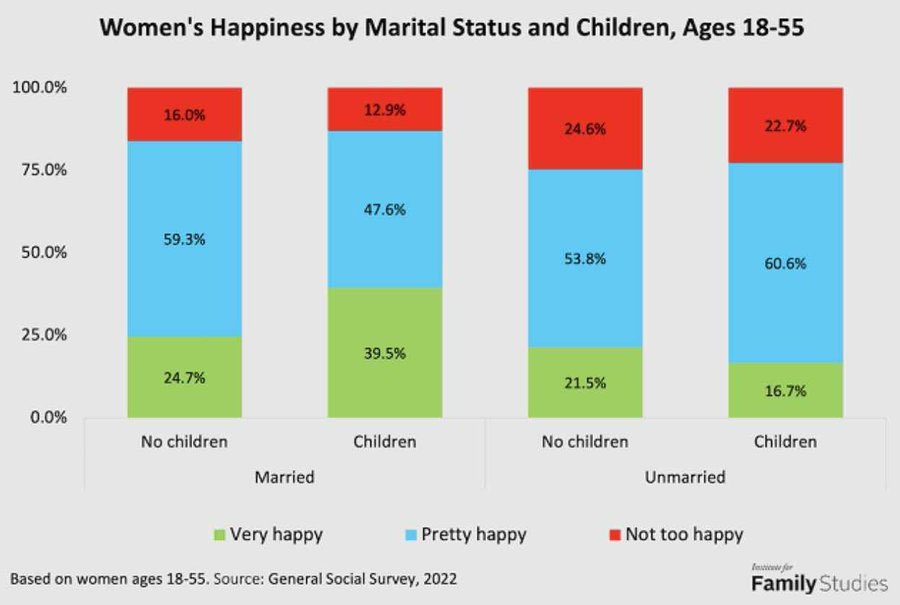 Women's Happiness by Marital Status and Children, Ages 18-55
100.0%
75.0%
50.0%
25.0%
0.0%
16.0%
59.3%
24.7%
12.9%
47.6%
39.5%
24.6%
53.8%
21.5%
22.7%
60.6%
16.7%
No children
Children
No children
Children
Married
Unmarried
Very happy
Pretty happy
Not too happy
Based on women ages 18-55. Source: General Social Survey, 2022
Institute for
Family Studies